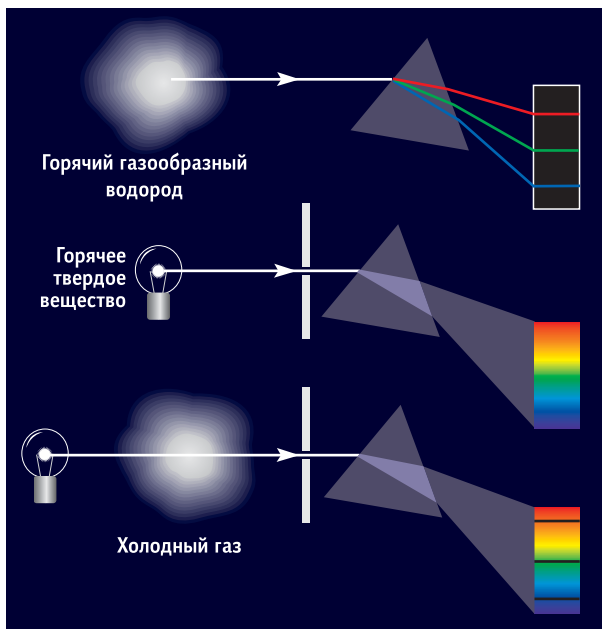 Горячий газообразный
водород
Горячее
твердое
вещество
Холодный газ